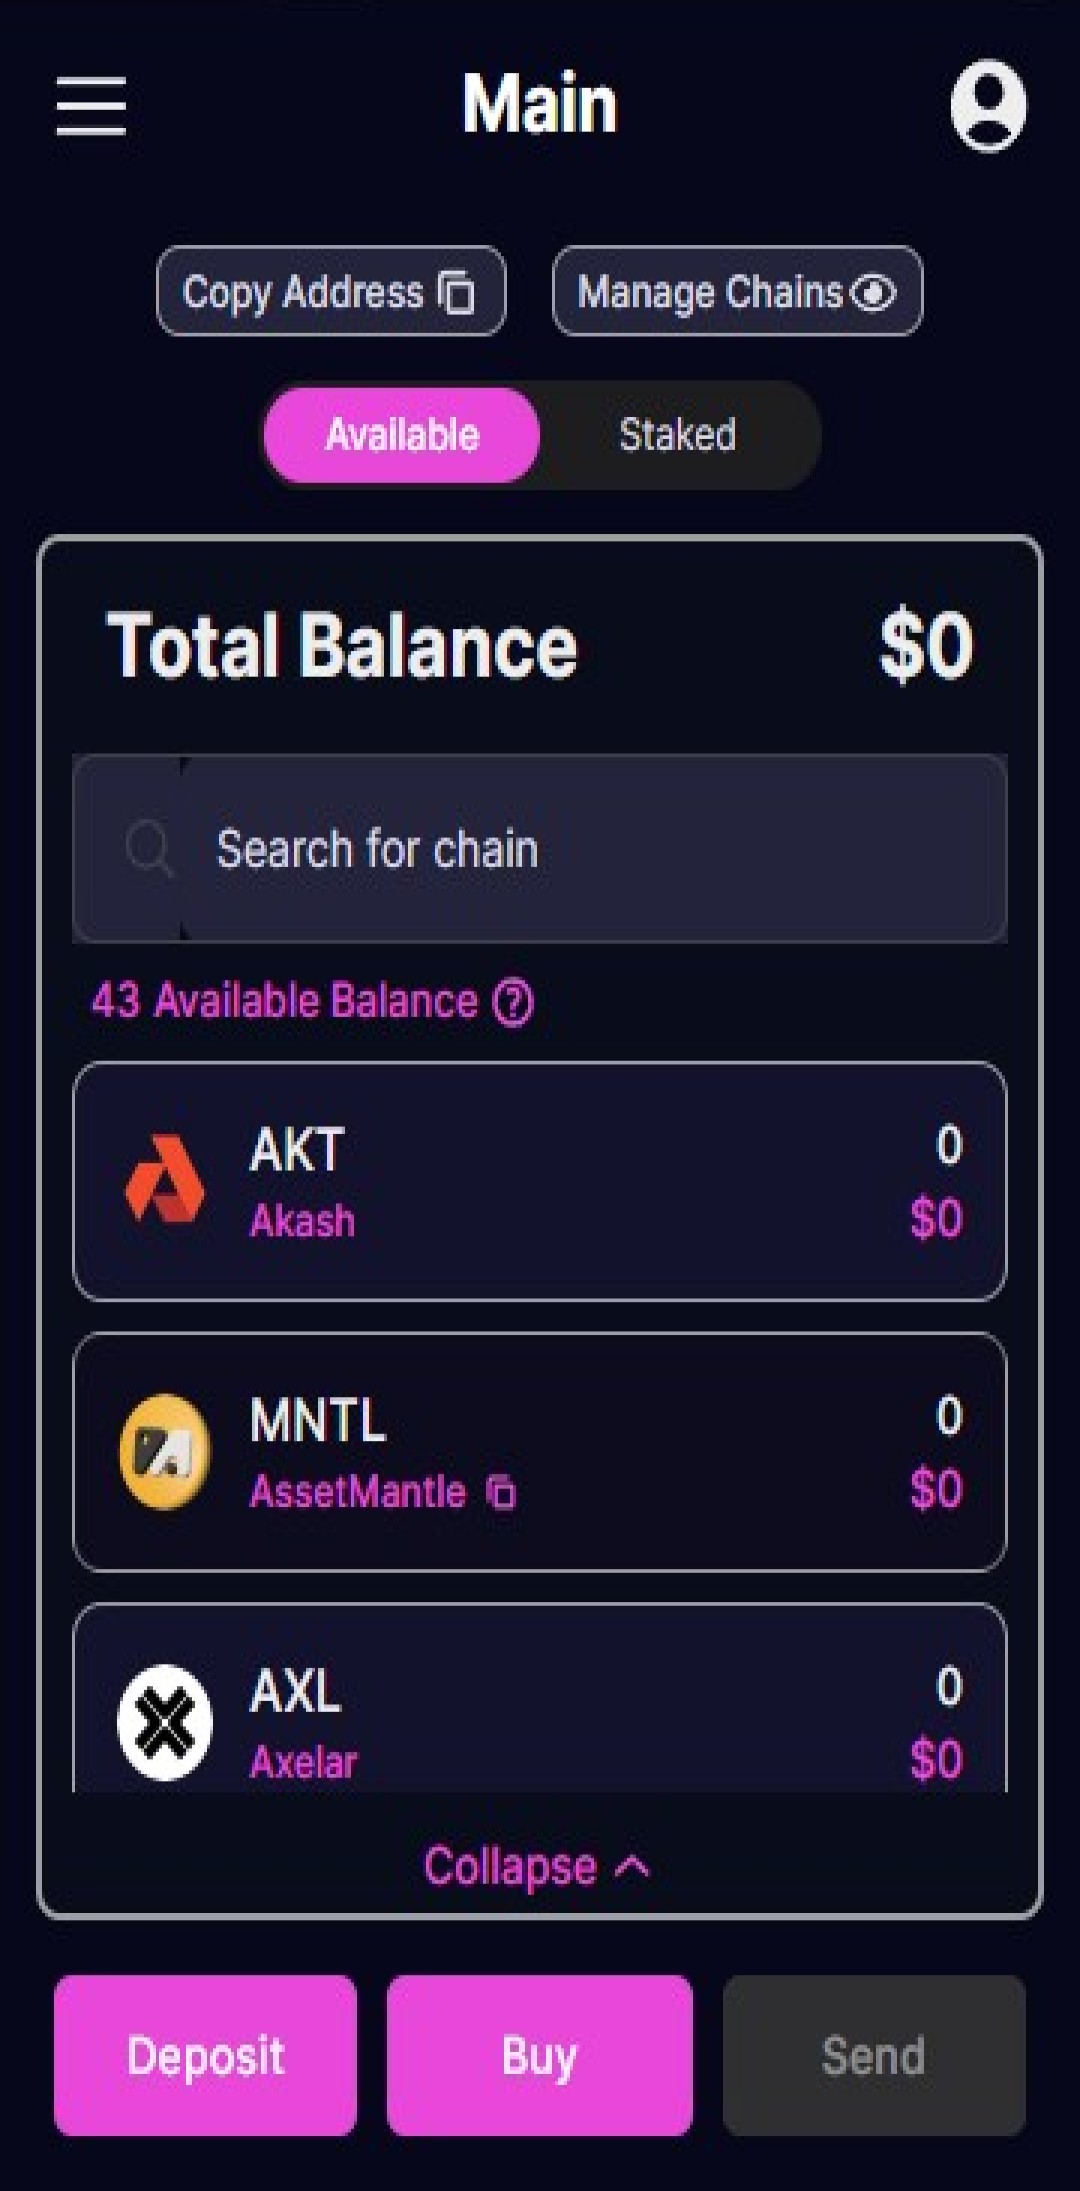 Main
Copy Address
Manage Chains
Available
Staked
Total Balance $0
Search for chain
43 Available Balance
AKT 0
Akash $0
MNTL 0
AssetMantle $0
AXL 0
Axelar $0
Collapse
Deposit
Buy
Send